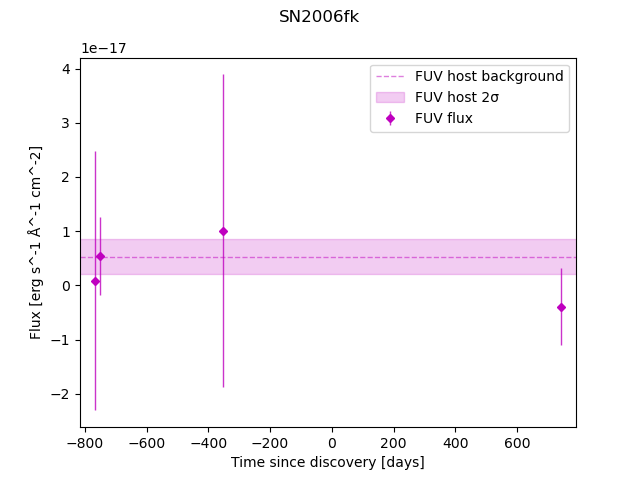 SN2006fk
1e−17
FUV host background
FUV host 2σ
FUV flux
4
3
2
1
0
−1
−2
Flux [erg s^-1 Å^-1 cm^-2]
−800 −600 −400 −200 0 200 400 600
Time since discovery [days]